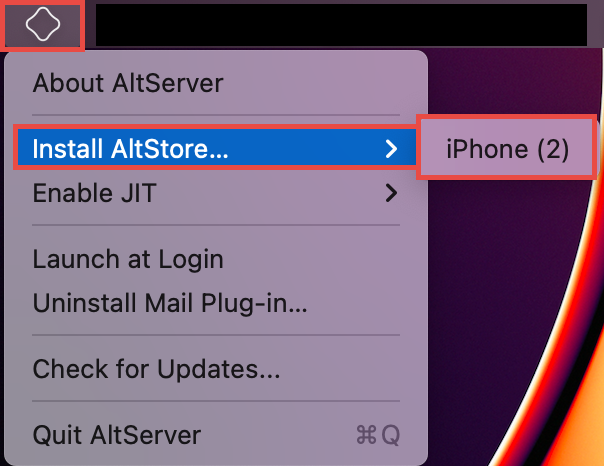 About AltServer
Install AltStore...
iPhone (2)
Enable JIT
Launch at Login
Uninstall Mail Plug-in...
Check for Updates...
Quit AltServer ⌘Q